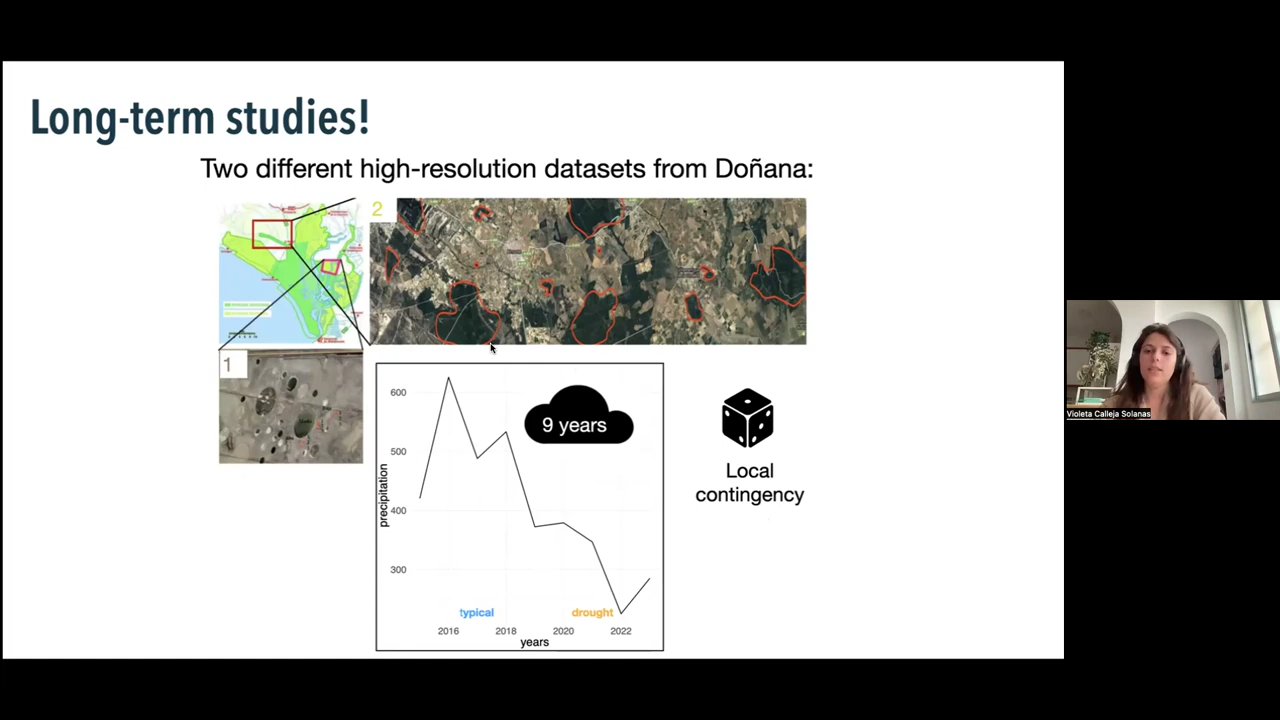 Long-term studies!
Two different high-resolution datasets from Doñana:
2
1
600
500
400
300
precipitation
9 years
typical
drought
2016
2018
2020
2022
years
Local
contingency
Violeta Calleja Solanas